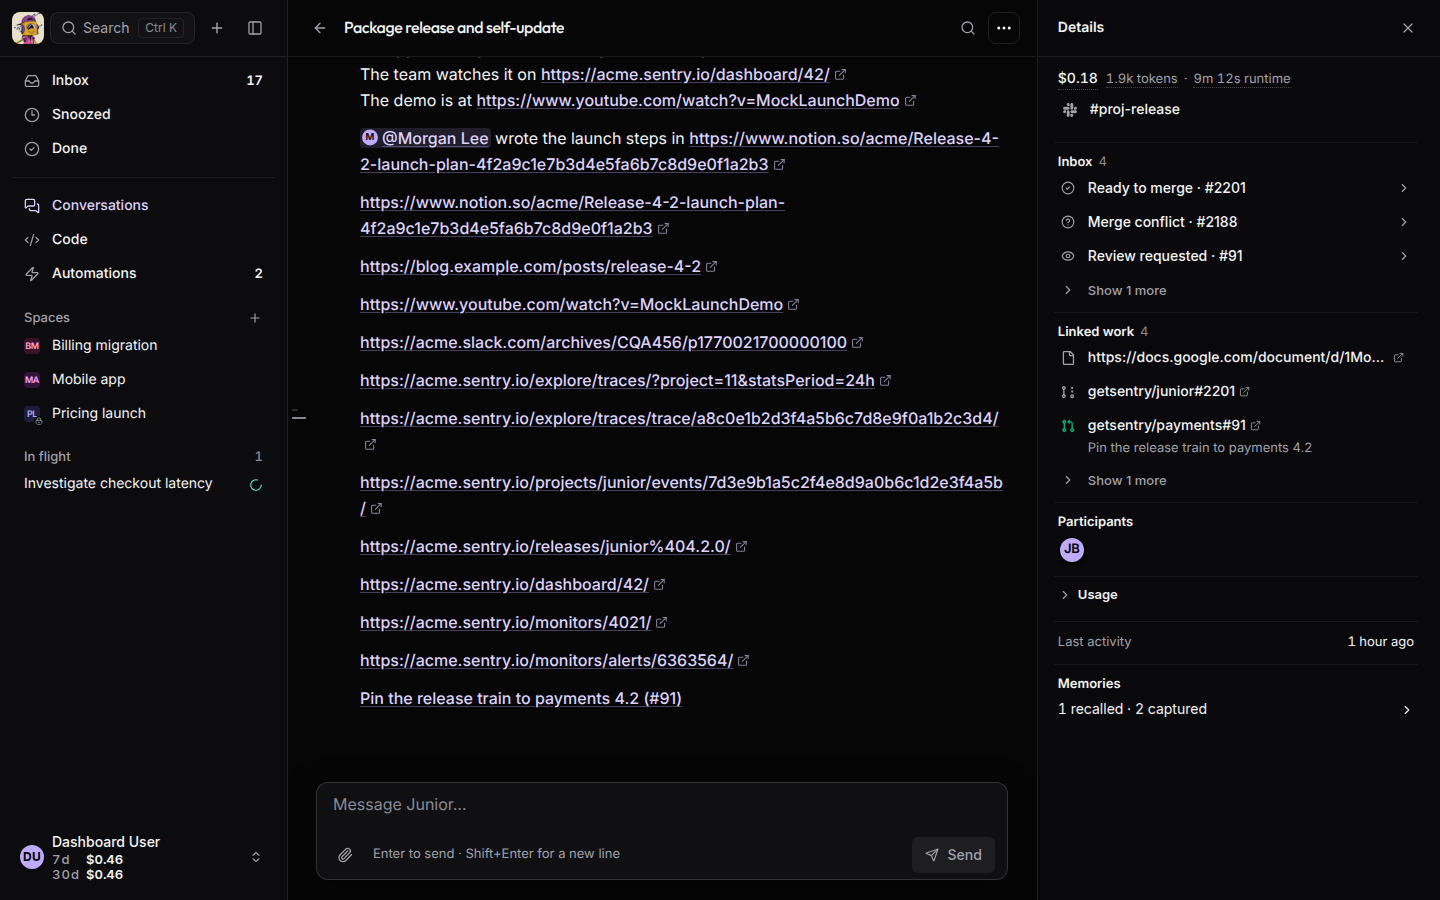 Search Ctrl K
Inbox 17
Snoozed
Done
Conversations
Code
Automations 2
Spaces
BM Billing migration
MA Mobile app
PL Pricing launch
In flight 1
Investigate checkout latency
DU Dashboard User
7d $0.46
30d $0.46
Package release and self-update
The team watches it on https://acme.sentry.io/dashboard/42/
The demo is at https://www.youtube.com/watch?v=MockLaunchDemo
M @Morgan Lee wrote the launch steps in https://www.notion.so/acme/Release-4-
2-launch-plan-4f2a9c1e7b3d4e5fa6b7c8d9e0f1a2b3
https://www.notion.so/acme/Release-4-2-launch-plan-
4f2a9c1e7b3d4e5fa6b7c8d9e0f1a2b3
https://blog.example.com/posts/release-4-2
https://www.youtube.com/watch?v=MockLaunchDemo
https://acme.slack.com/archives/CQA456/p1770021700000100
https://acme.sentry.io/explore/traces/?project=11&statsPeriod=24h
https://acme.sentry.io/explore/traces/trace/a8c0e1b2d3f4a5b6c7d8e9f0a1b2c3d4/
https://acme.sentry.io/projects/junior/events/7d3e9b1a5c2f4e8d9a0b6c1d2e3f4a5b
/
https://acme.sentry.io/releases/junior%404.2.0/
https://acme.sentry.io/dashboard/42/
https://acme.sentry.io/monitors/4021/
https://acme.sentry.io/monitors/alerts/6363564/
Pin the release train to payments 4.2 (#91)
Message Junior...
Enter to send · Shift+Enter for a new line
Send
Details
$0.18 1.9k tokens · 9m 12s runtime
#proj-release
Inbox 4
Ready to merge · #2201
Merge conflict · #2188
Review requested · #91
Show 1 more
Linked work 4
https://docs.google.com/document/d/1Mo...
getsentry/junior#2201
getsentry/payments#91
Pin the release train to payments 4.2
Show 1 more
Participants
JB
Usage
Last activity 1 hour ago
Memories
1 recalled · 2 captured